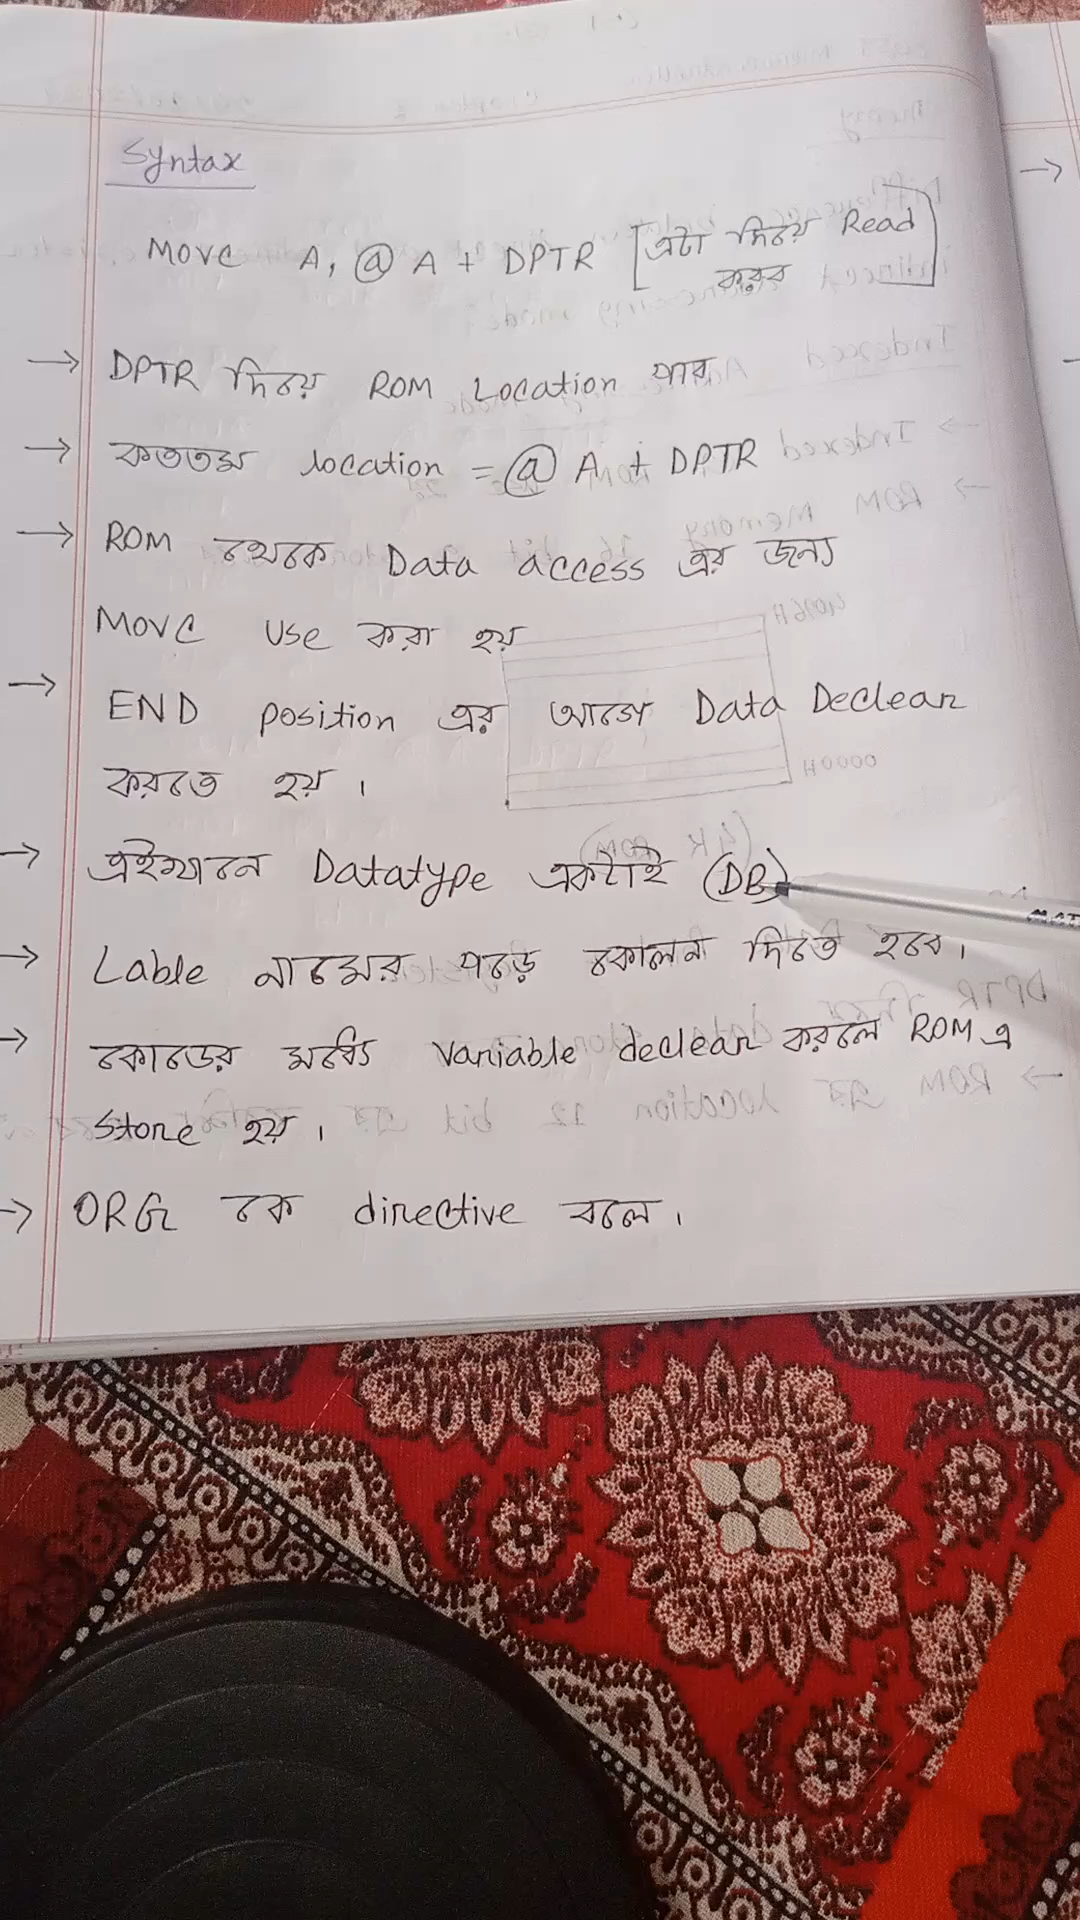 Syntax
MOVC A, @ A + DPTR [এটা দিয়ে Read
করব]
→ DPTR দিয়ে ROM Location পাব
→ কততম location = @ A + DPTR
→ ROM থেকে Data access এর জন্য
MOVC use করা হয়
→ END position এর আগে Data Declear
করতে হয়।
→ এইখানে Datatype একটাই (DB)
→ Lable নামের পড়ে কোলন দিতে হবে।
→ কোডের মধ্যে variable declear করলে ROM এ
store হয়।
→ ORG কে directive বলে।